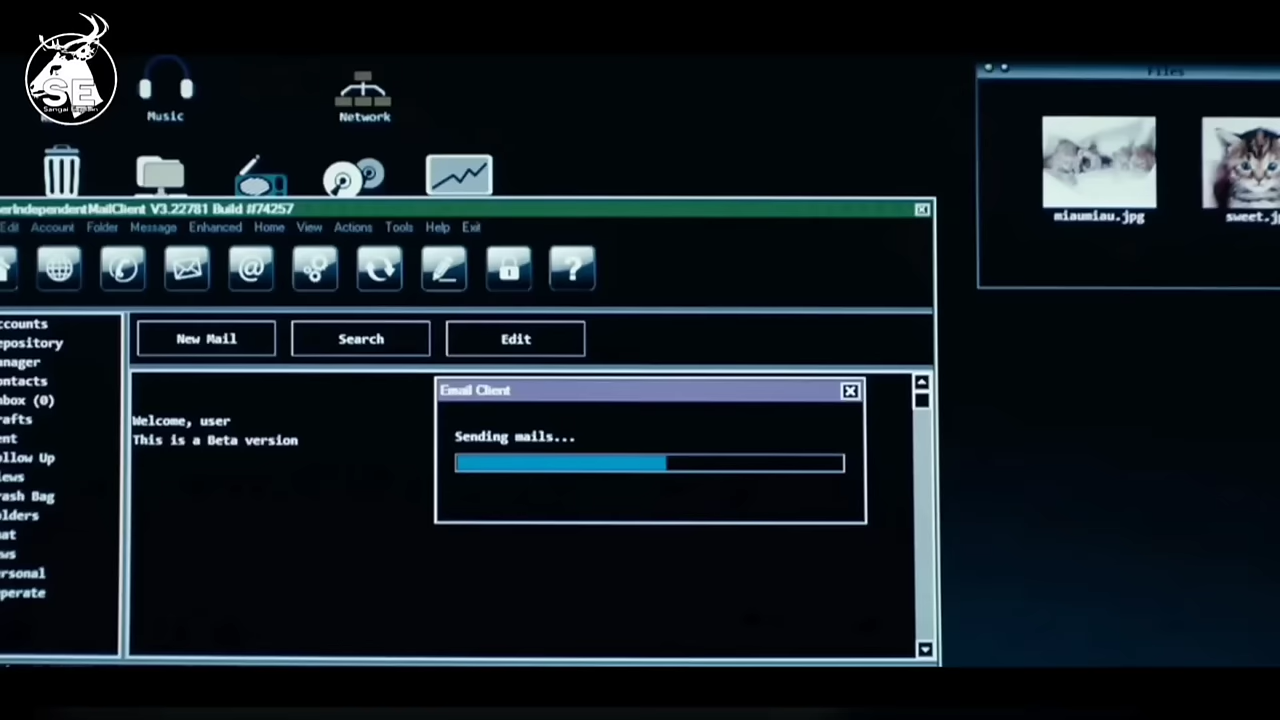 SE
Music
Network
Files
miaumiau.jpg
sweet.j
erIndependentMailClient V3.22781 Build #74257
Edit Account Folder Message Enhanced Home View Actions Tools Help Exit
@
?
ccounts
epository
anager
ontacts
nbox (0)
rafts
ent
ollow Up
iews
rash Bag
olders
hat
ews
ersonal
perate
New Mail
Search
Edit
Welcome, user
This is a Beta version
Email Client
Sending mails...